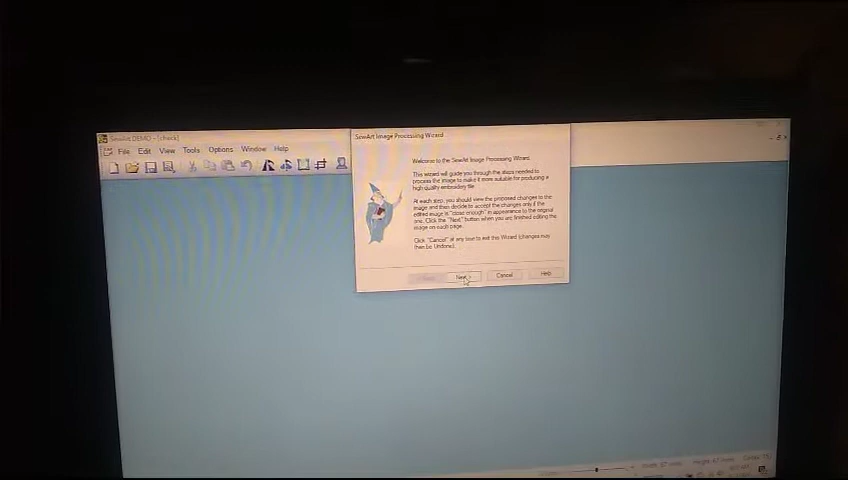 SewArt DEMO - [check]
File Edit View Tools Options Window Help
SewArt Image Processing Wizard
Welcome to the SewArt Image Processing Wizard.
This wizard will guide you through the steps needed to
process the image to make it more suitable for producing a
high quality embroidery file.
At each step, you should view the proposed changes to the
image and then decide to accept the changes only if the
edited image is "close enough" in appearance to the original
one. Click the "Next" button when you are finished editing the
image on each page.
Click "Cancel" at any time to exit this Wizard (changes may
then be Undone).
Next > Cancel Help